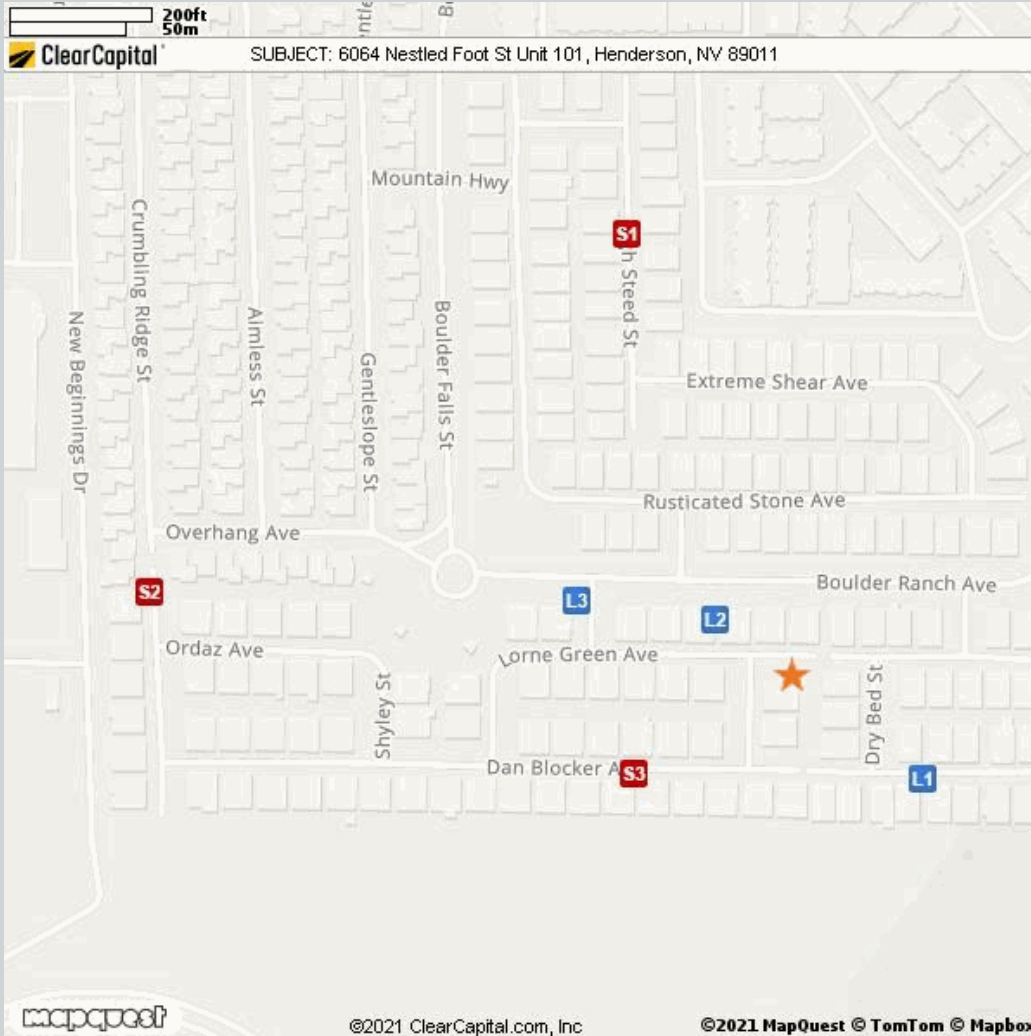 200ft
50m
ClearCapital
SUBJECT: 6064 Nestled Foot St Unit 101, Henderson, NV 89011
Mountain Hwy
Crumbling Ridge St
S1
Steed St
New Beginnings Dr
Aimless St
Boulder Falls St
Gentleslope St
Extreme Shear Ave
Rusticated Stone Ave
Overhang Ave
Boulder Ranch Ave
S2
L3
L2
Ordaz Ave
Lorne Green Ave
Shyley St
Dry Bed St
Dan Blocker
S3
L1
mapquest
©2021 ClearCapital.com, Inc
©2021 MapQuest © TomTom © Mapbox